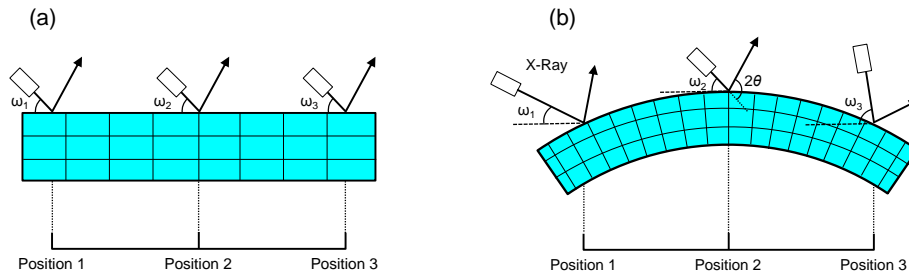 (a)
ω1
ω2
ω3
Position 1
Position 2
Position 3
(b)
X-Ray
ω1
ω2
2θ
ω3
Position 1
Position 2
Position 3